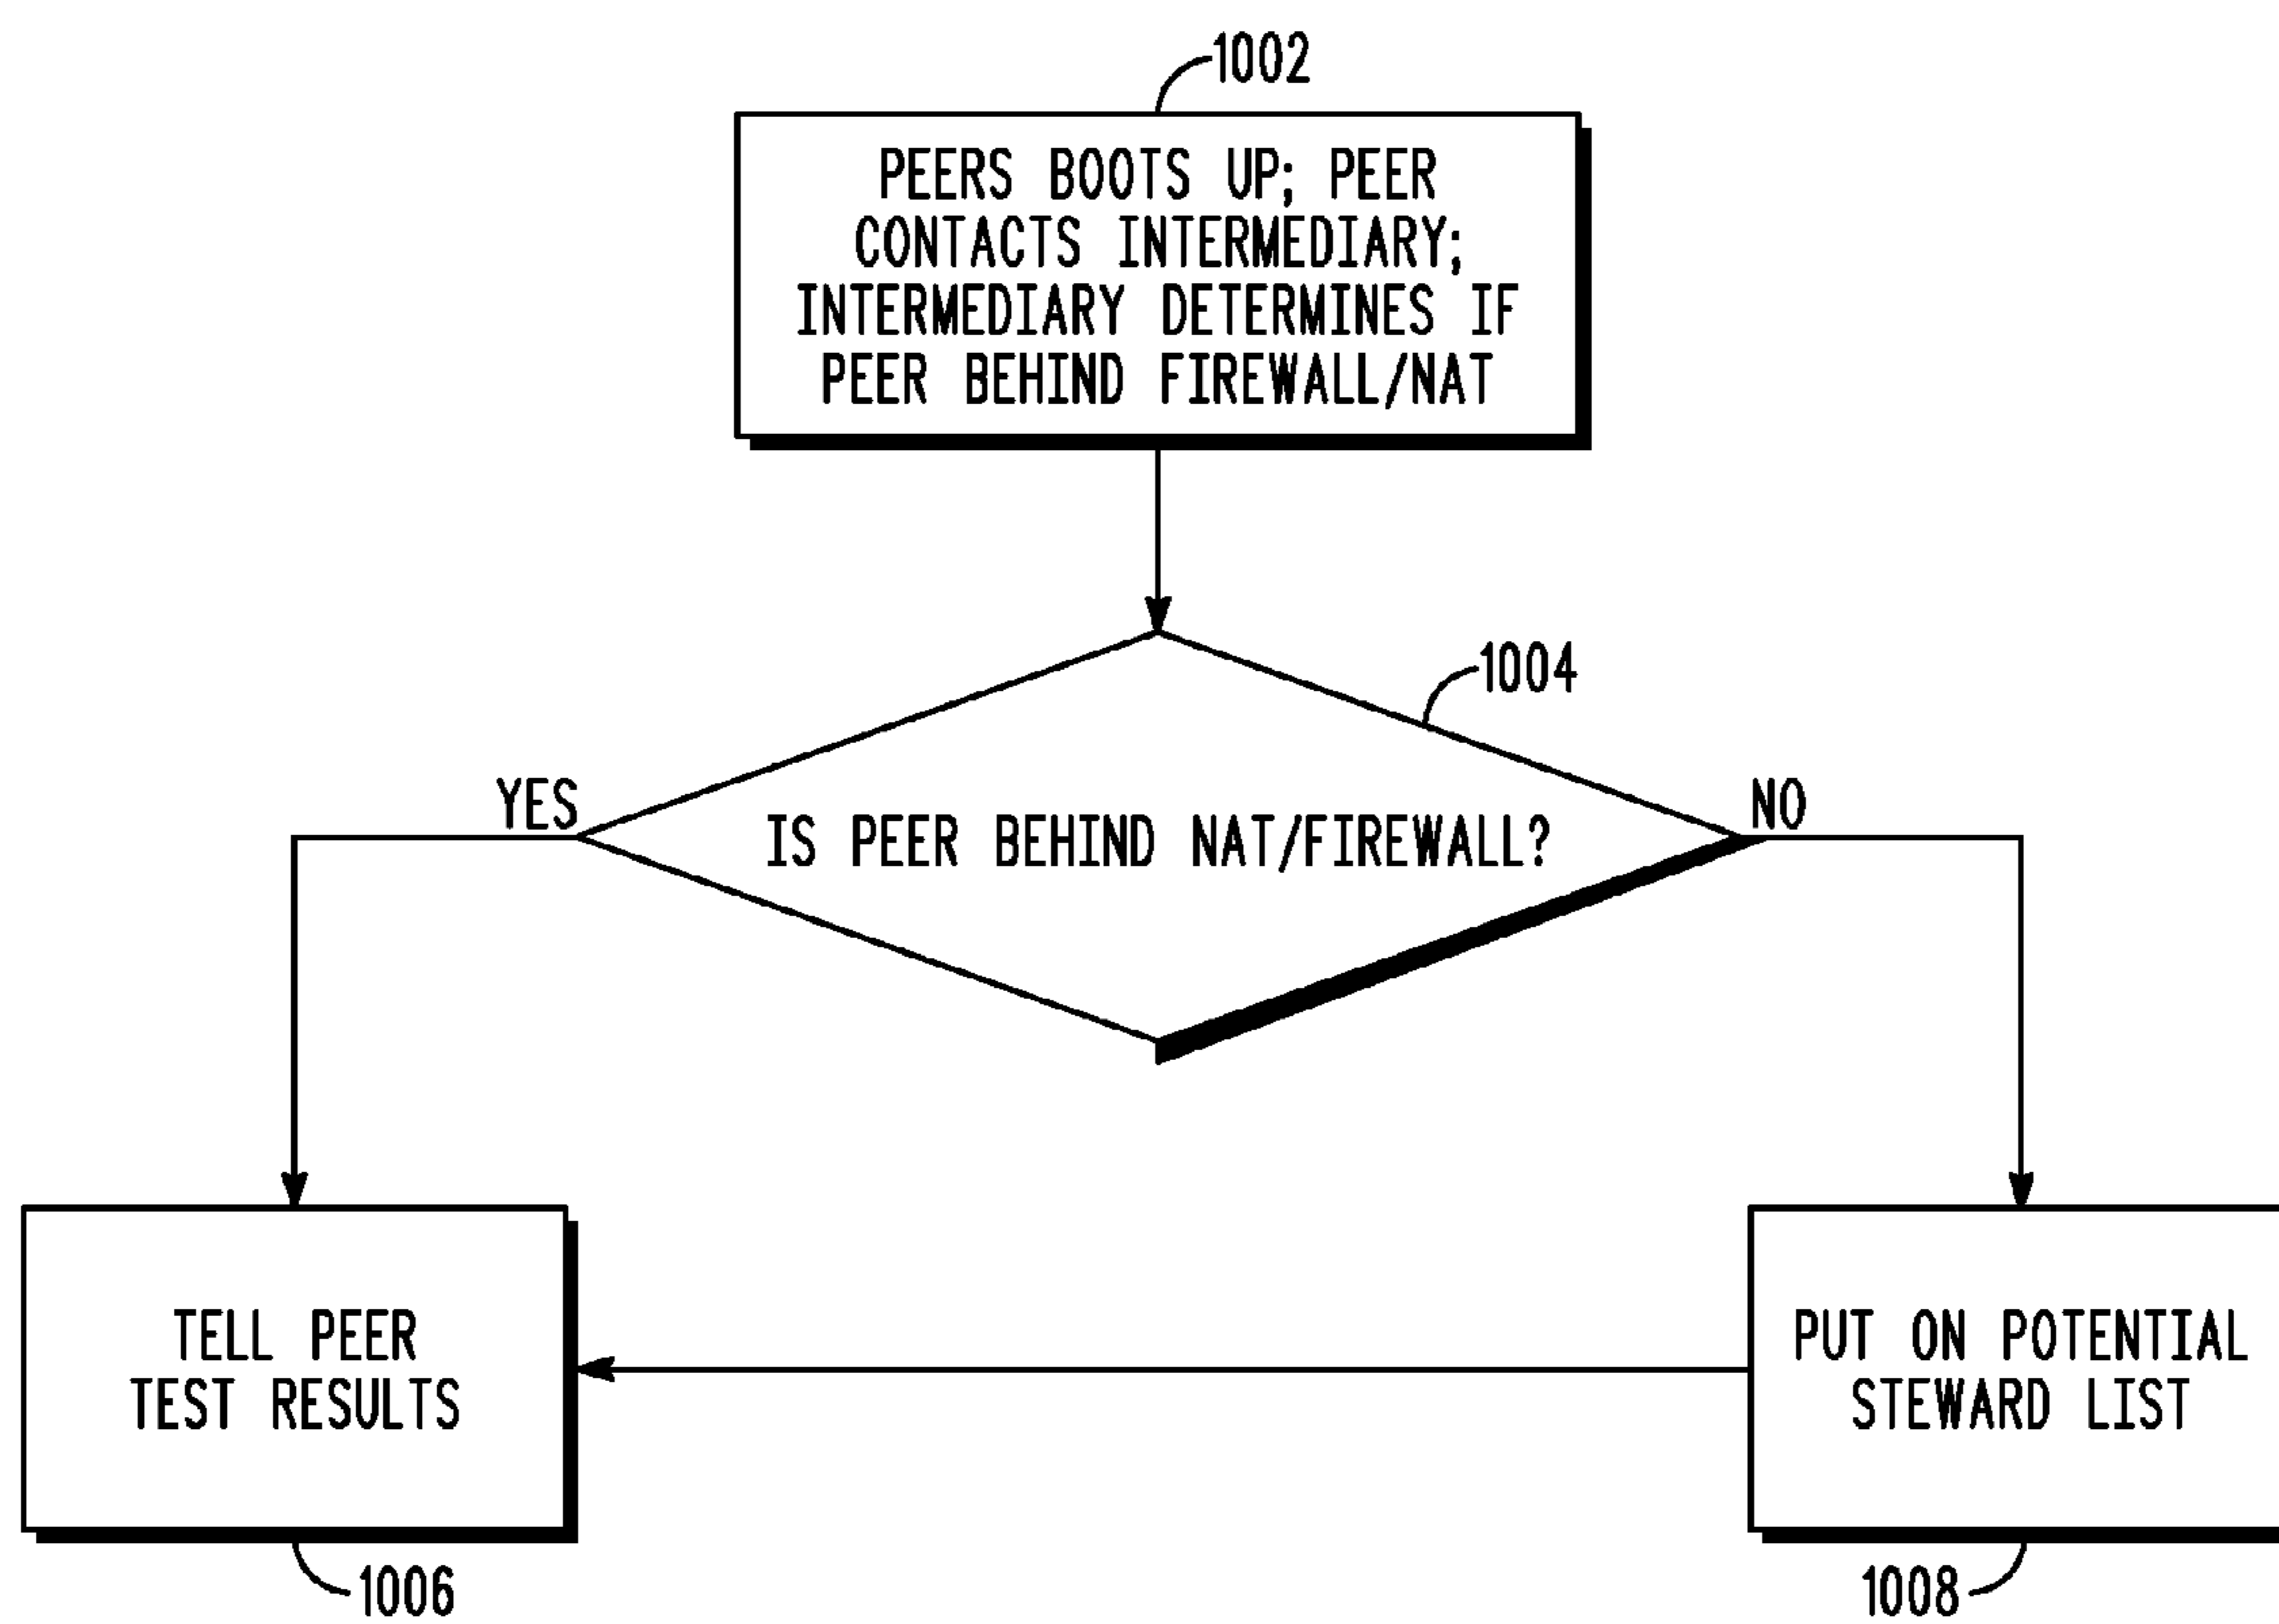 1002
PEERS BOOTS UP; PEER
CONTACTS INTERMEDIARY;
INTERMEDIARY DETERMINES IF
PEER BEHIND FIREWALL/NAT
1004
YES
NO
IS PEER BEHIND NAT/FIREWALL?
TELL PEER
TEST RESULTS
PUT ON POTENTIAL
STEWARD LIST
1006
1008